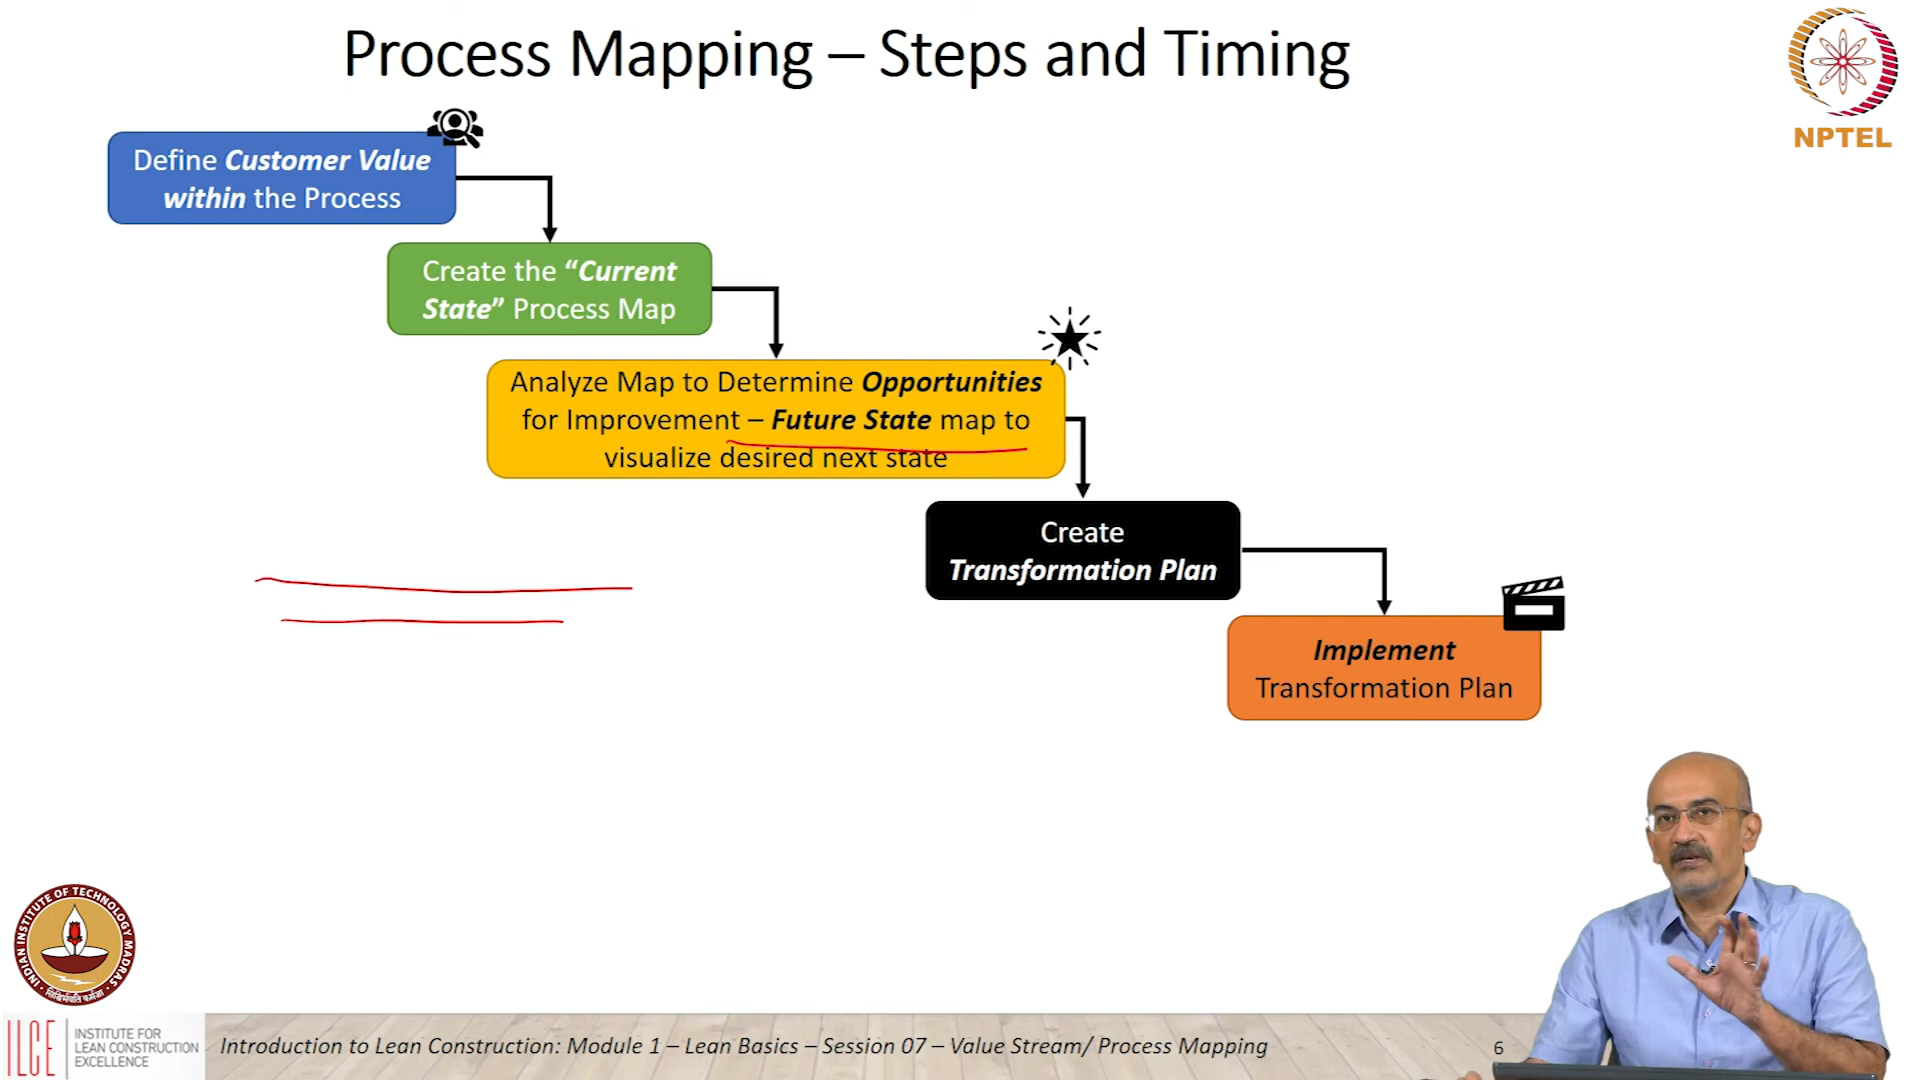 Process Mapping – Steps and Timing
NPTEL
Define Customer Value
within the Process
Create the “Current
State” Process Map
Analyze Map to Determine Opportunities
for Improvement – Future State map to
visualize desired next state
Create
Transformation Plan
Implement
Transformation Plan
INDIAN INSTITUTE OF TECHNOLOGY MADRAS
सिद्धिर्भवति कर्मजा
ILCE
INSTITUTE FOR
LEAN CONSTRUCTION
EXCELLENCE
Introduction to Lean Construction: Module 1 – Lean Basics – Session 07 – Value Stream/ Process Mapping
6